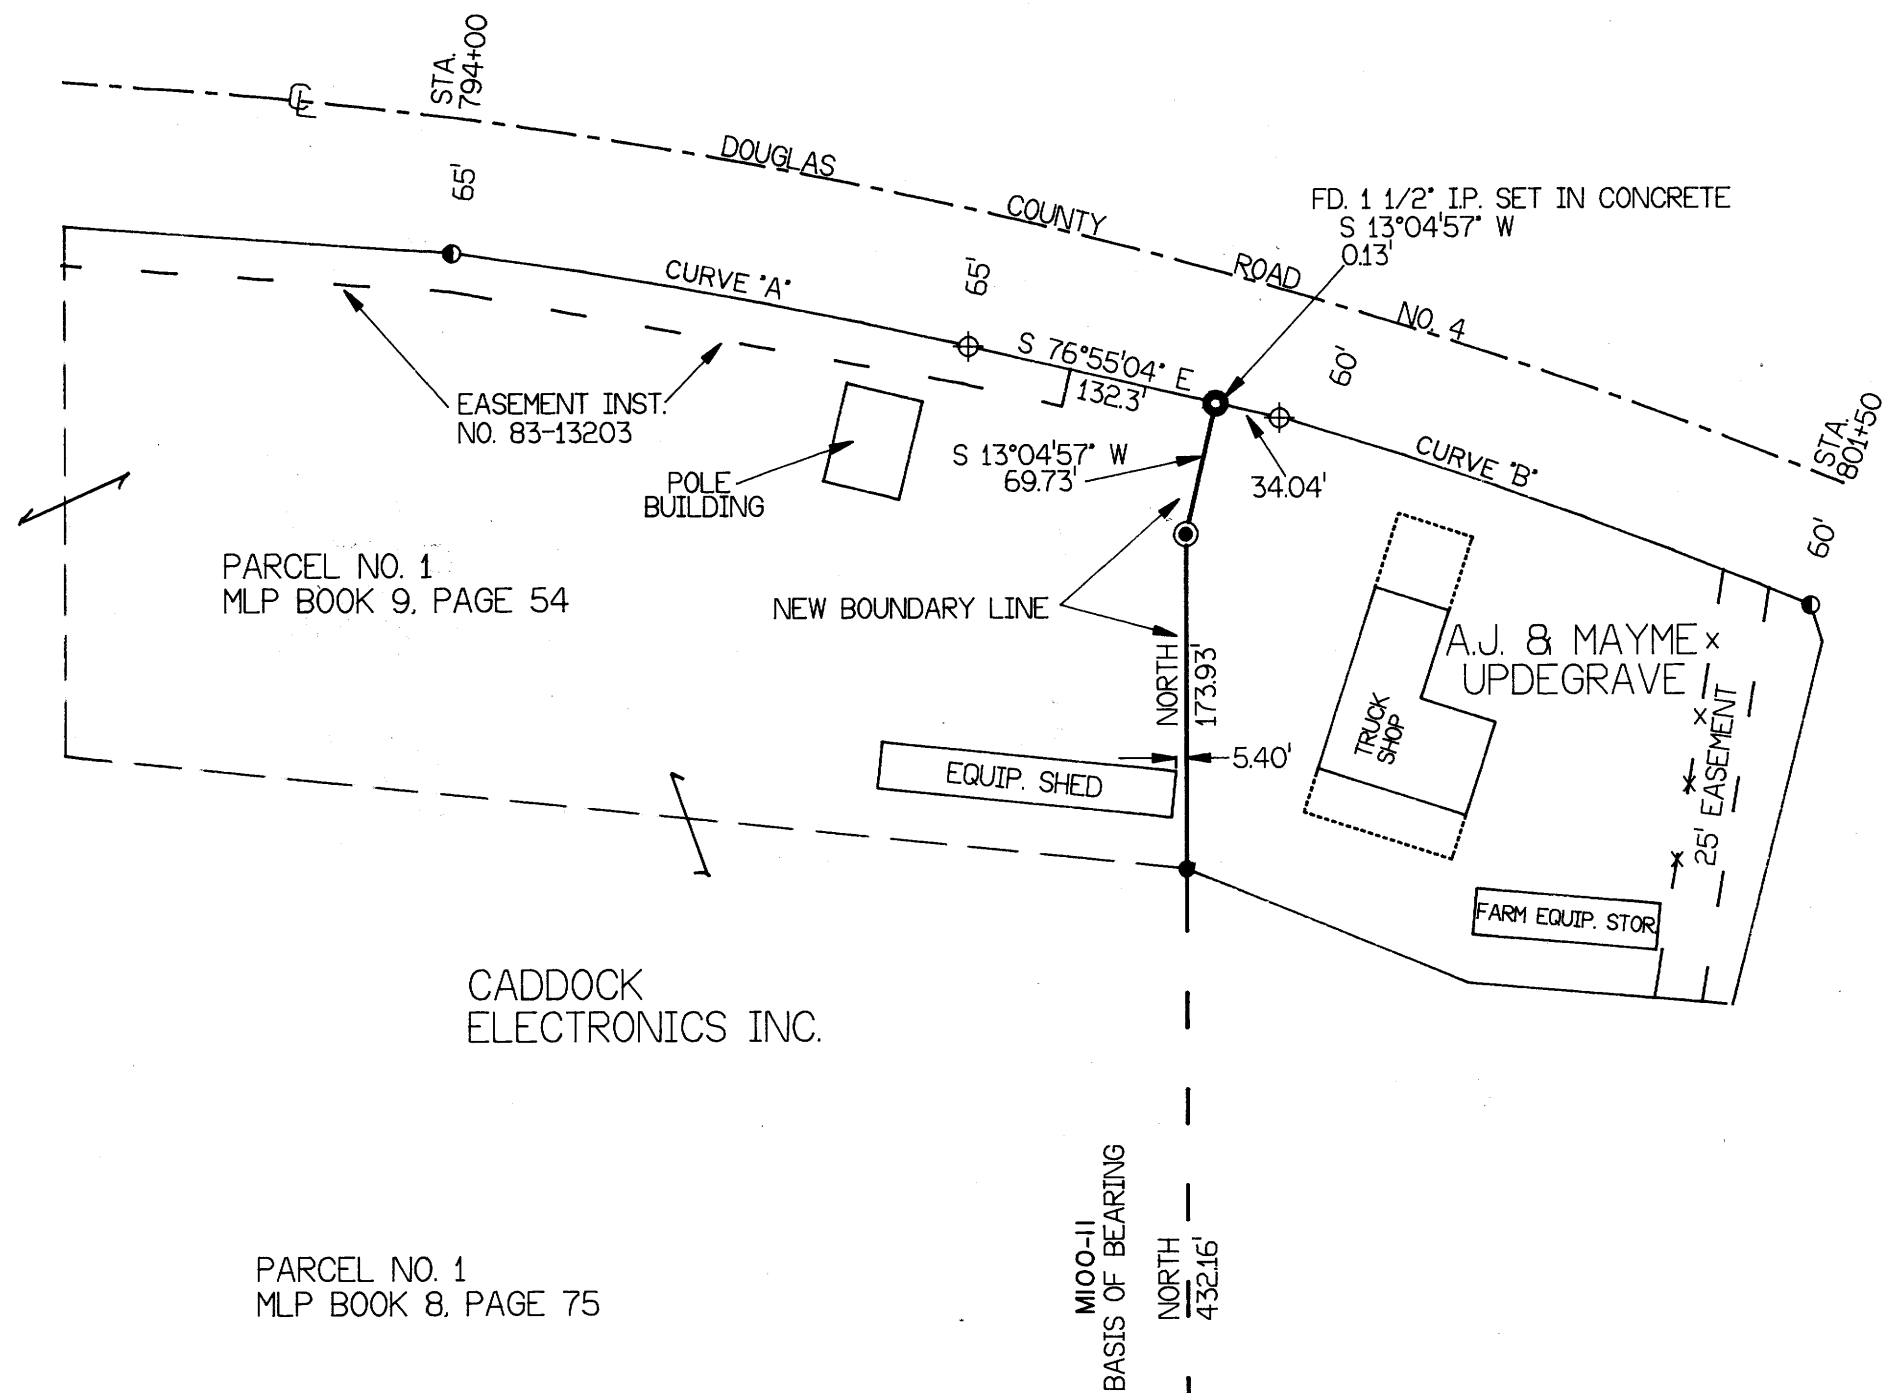 STA.
794+00
℄
65'
DOUGLAS
COUNTY
ROAD
NO. 4
FD. 1 1/2" I.P. SET IN CONCRETE
S 13°04'57" W
0.13'
CURVE "A"
65'
S 76°55'04" E
132.3'
60'
STA.
801+50
EASEMENT INST.
NO. 83-13203
S 13°04'57" W
69.73'
34.04'
CURVE "B"
POLE
BUILDING
60'
PARCEL NO. 1
MLP BOOK 9, PAGE 54
NEW BOUNDARY LINE
A.J. & MAYME
UPDEGRAVE
NORTH
173.93'
TRUCK
SHOP
25' EASEMENT
5.40'
EQUIP. SHED
FARM EQUIP. STOR.
CADDOCK
ELECTRONICS INC.
M100-11
BASIS OF BEARING
NORTH
432.16'
PARCEL NO. 1
MLP BOOK 8, PAGE 75